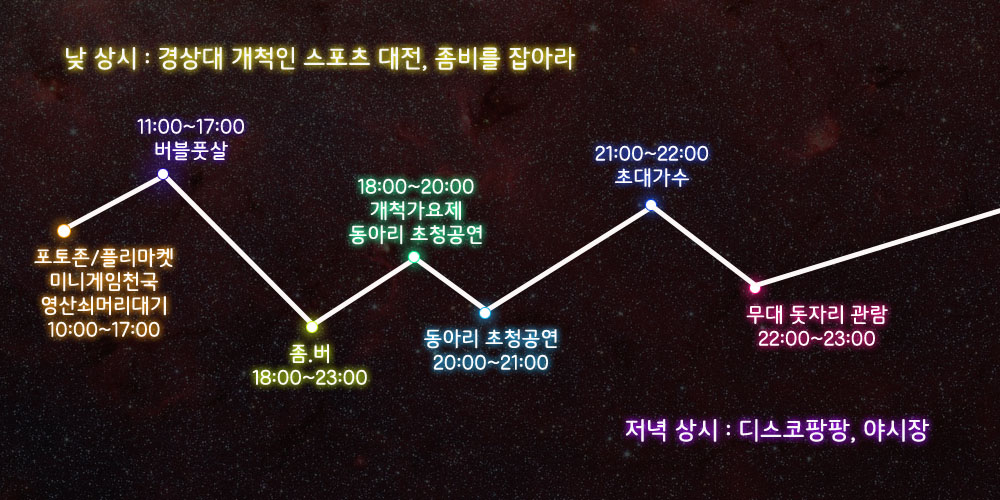 낮 상시 : 경상대 개척인 스포츠 대전, 좀비를 잡아라
11:00~17:00
버블풋살
포토존/플리마켓
미니게임천국
영산쇠머리대기
10:00~17:00
좀.버
18:00~23:00
18:00~20:00
개척가요제
동아리 초청공연
동아리 초청공연
20:00~21:00
21:00~22:00
초대가수
무대 돗자리 관람
22:00~23:00
저녁 상시 : 디스코팡팡, 야시장